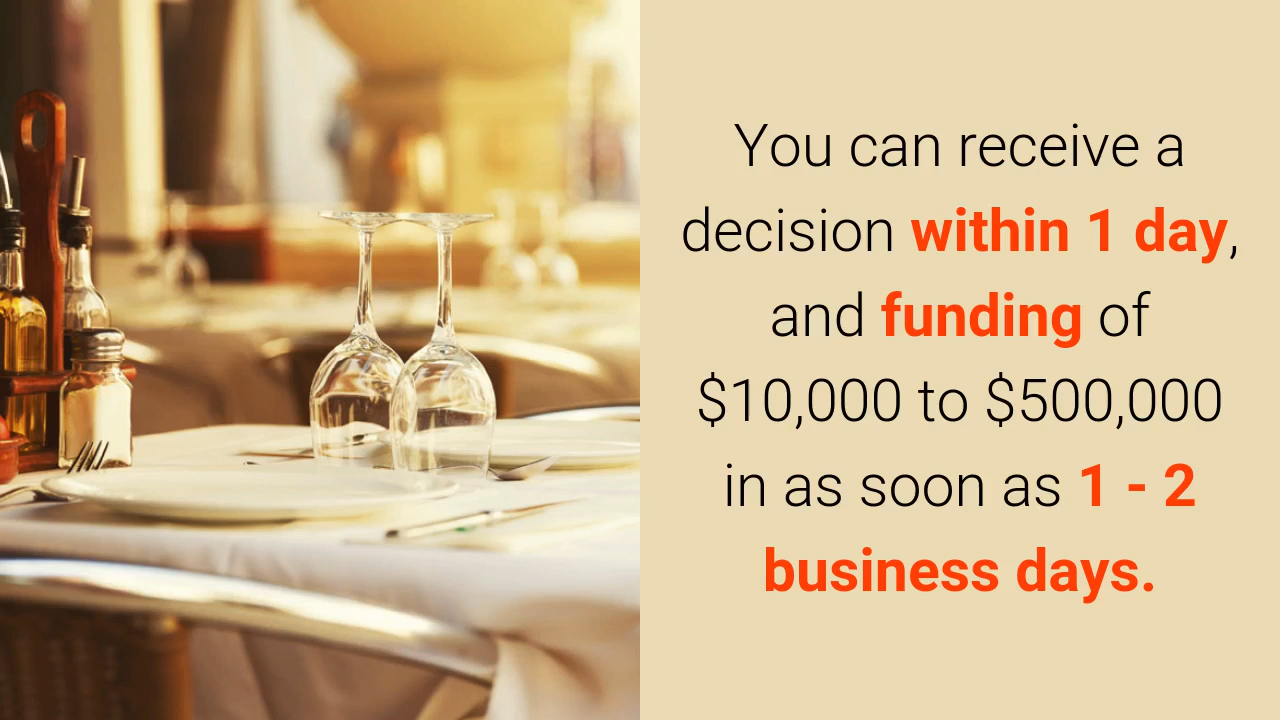 You can receive a
decision within 1 day,
and funding of
$10,000 to $500,000
in as soon as 1 - 2
business days.